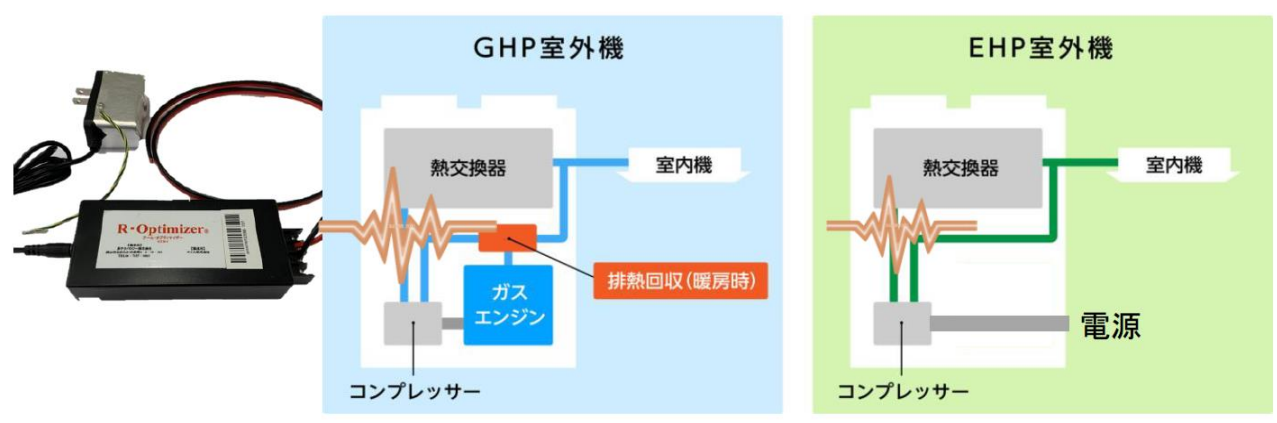 R・Optimizer®
GHP室外機
熱交換器
室内機
排熱回収(暖房時)
ガス
エンジン
コンプレッサー
EHP室外機
熱交換器
室内機
電源
コンプレッサー